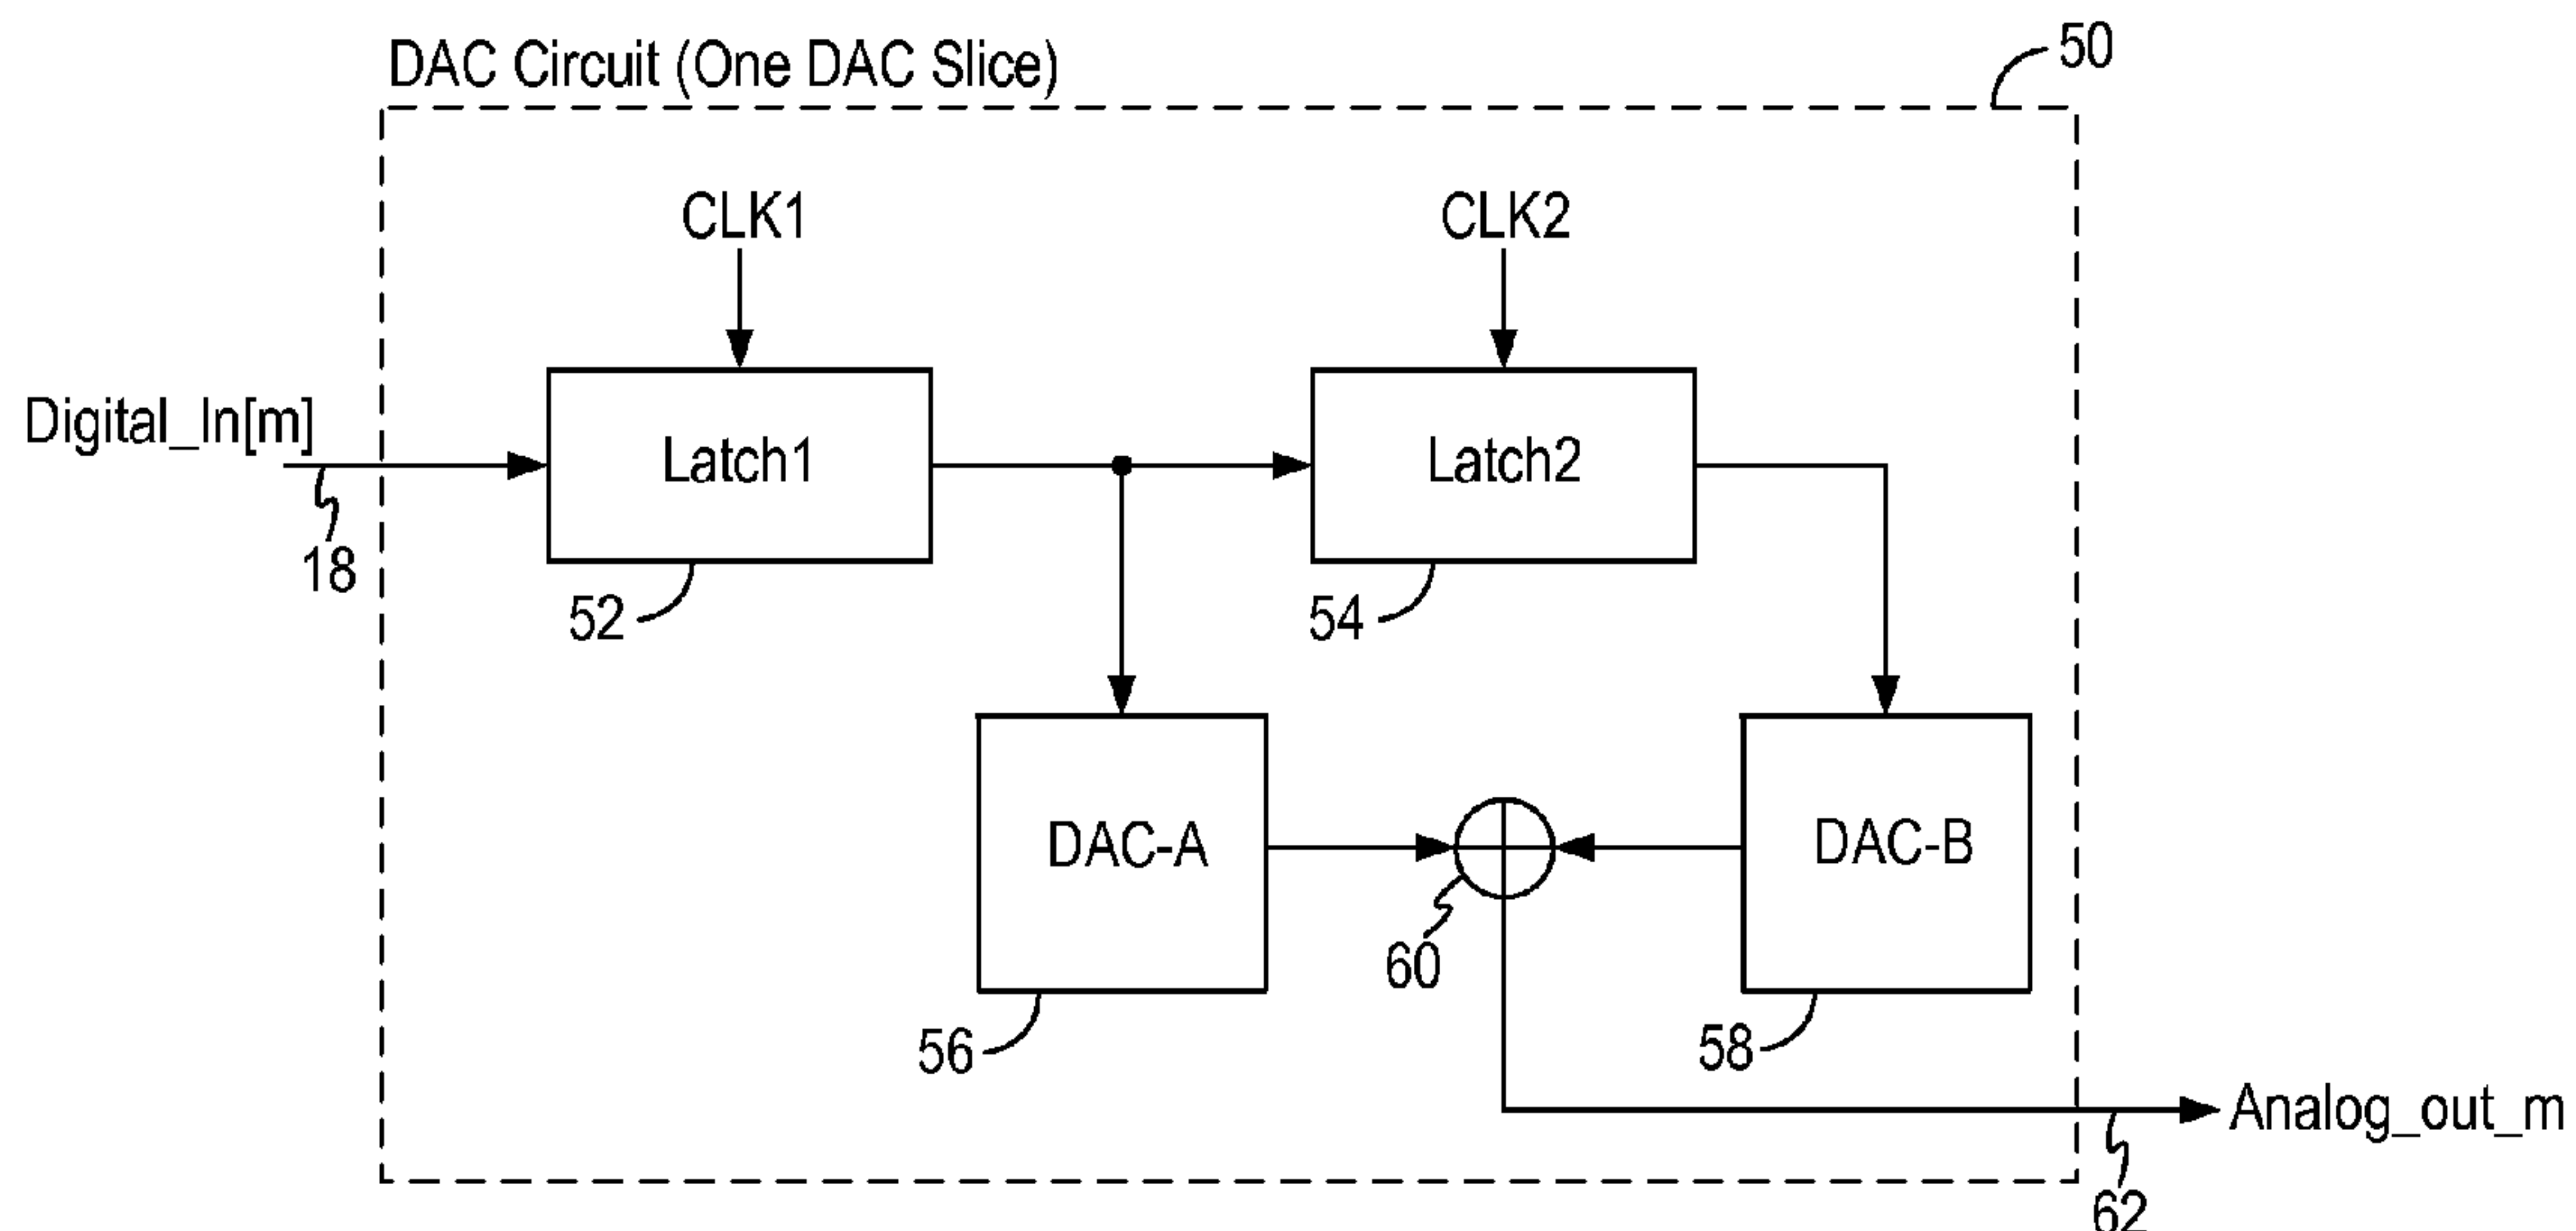 DAC Circuit (One DAC Slice)
50
CLK1
CLK2
Digital_In[m]
18
Latch1
Latch2
52
54
DAC-A
DAC-B
60
56
58
Analog_out_m
62